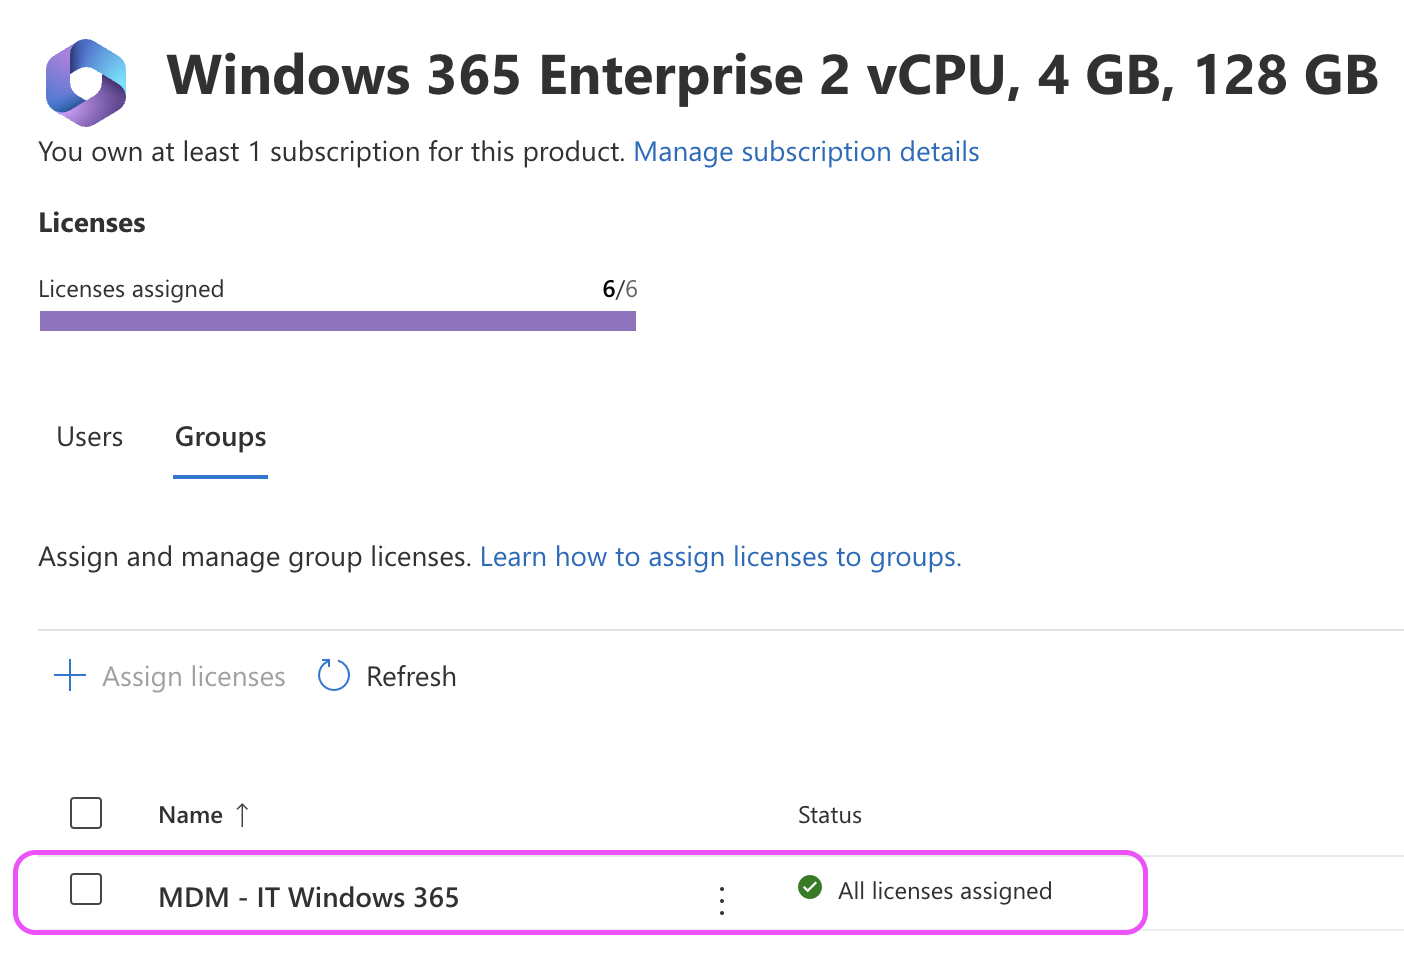 Windows 365 Enterprise 2 vCPU, 4 GB, 128 GB
You own at least 1 subscription for this product. Manage subscription details
Licenses
Licenses assigned 6/6
Users Groups
Assign and manage group licenses. Learn how to assign licenses to groups.
Assign licenses Refresh
Name ↑ Status
MDM - IT Windows 365 All licenses assigned